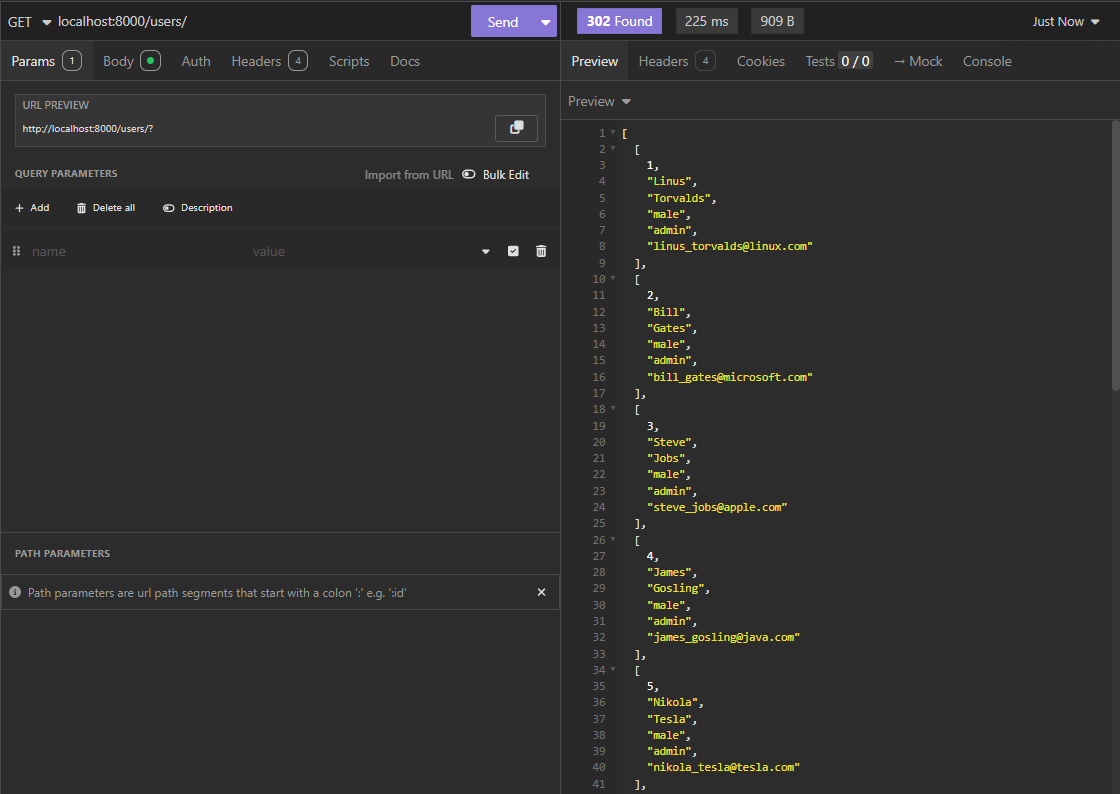 GET localhost:8000/users/ Send
Params 1 Body Auth Headers 4 Scripts Docs
URL PREVIEW
http://localhost:8000/users/?
QUERY PARAMETERS Import from URL Bulk Edit
+ Add Delete all Description
name value
PATH PARAMETERS
Path parameters are url path segments that start with a colon ':' e.g. ':id'
302 Found 225 ms 909 B Just Now
Preview Headers 4 Cookies Tests 0 / 0 → Mock Console
Preview
1 [
2 [
3 1,
4 "Linus",
5 "Torvalds",
6 "male",
7 "admin",
8 "linus_torvalds@linux.com"
9 ],
10 [
11 2,
12 "Bill",
13 "Gates",
14 "male",
15 "admin",
16 "bill_gates@microsoft.com"
17 ],
18 [
19 3,
20 "Steve",
21 "Jobs",
22 "male",
23 "admin",
24 "steve_jobs@apple.com"
25 ],
26 [
27 4,
28 "James",
29 "Gosling",
30 "male",
31 "admin",
32 "james_gosling@java.com"
33 ],
34 [
35 5,
36 "Nikola",
37 "Tesla",
38 "male",
39 "admin",
40 "nikola_tesla@tesla.com"
41 ],